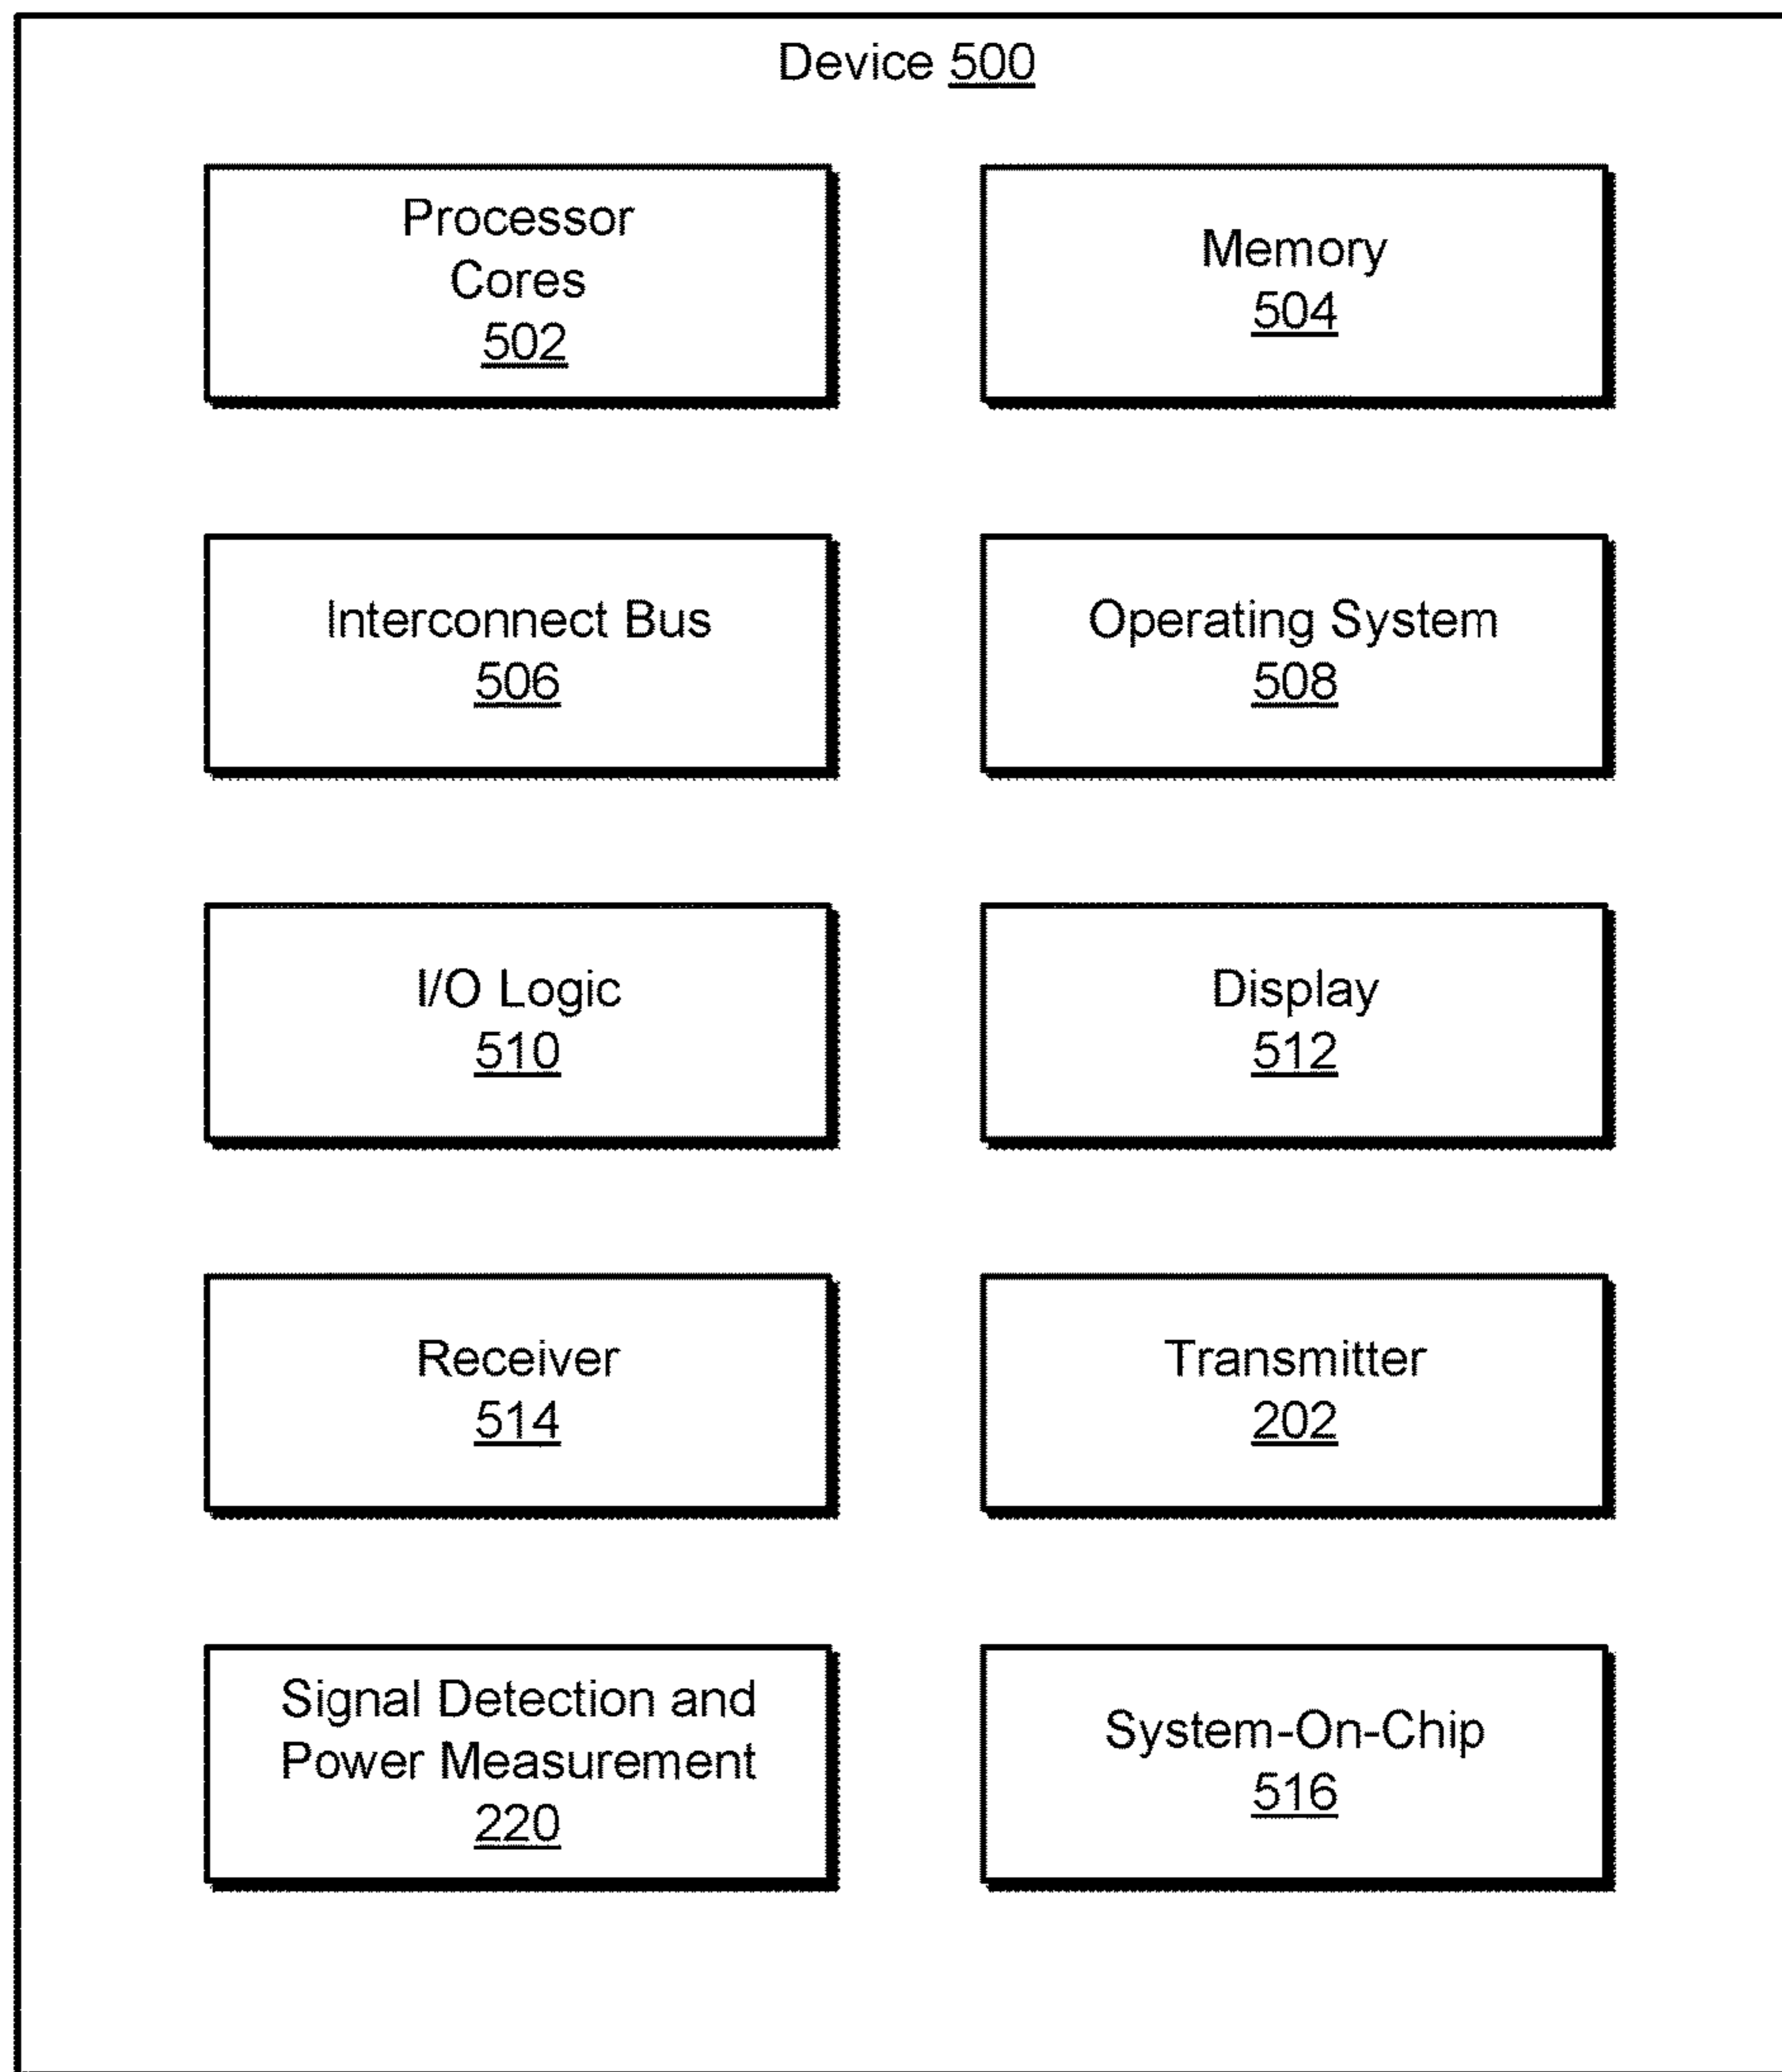 Device 500
Processor
Cores
502
Memory
504
Interconnect Bus
506
Operating System
508
I/O Logic
510
Display
512
Receiver
514
Transmitter
202
Signal Detection and
Power Measurement
220
System-On-Chip
516